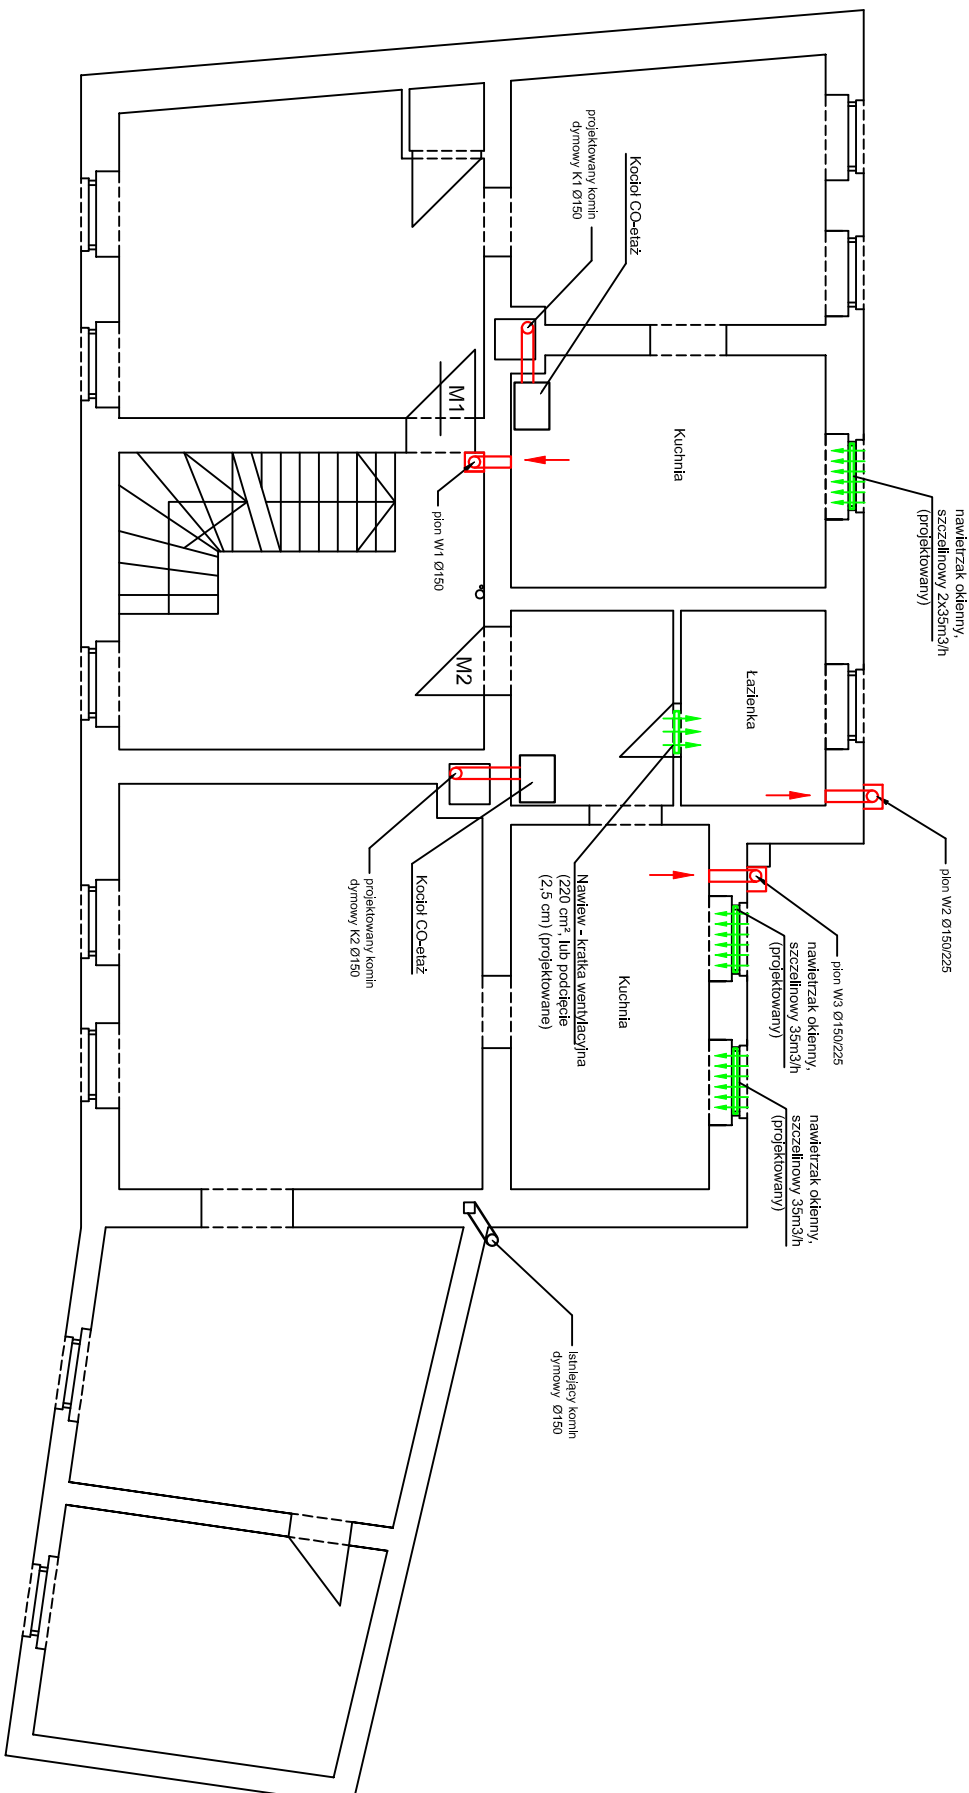 nawietrzak okienny,
szczelinowy 2x35m3/h
(projektowany)
projektowany komin
dymowy K1 Ø150
Kocioł CO-etaż
Kuchnia
M1
pion W1 Ø150
M2
Łazienka
pion W2 Ø150/225
pion W3 Ø150/225
nawietrzak okienny,
szczelinowy 35m3/h
(projektowany)
nawietrzak okienny,
szczelinowy 35m3/h
(projektowany)
Kuchnia
Nawiew - kratka wentylacyjna
(220 cm², lub podcięcie
(2,5 cm) (projektowane)
Kocioł CO-etaż
projektowany komin
dymowy K2 Ø150
Istniejący komin
dymowy Ø150